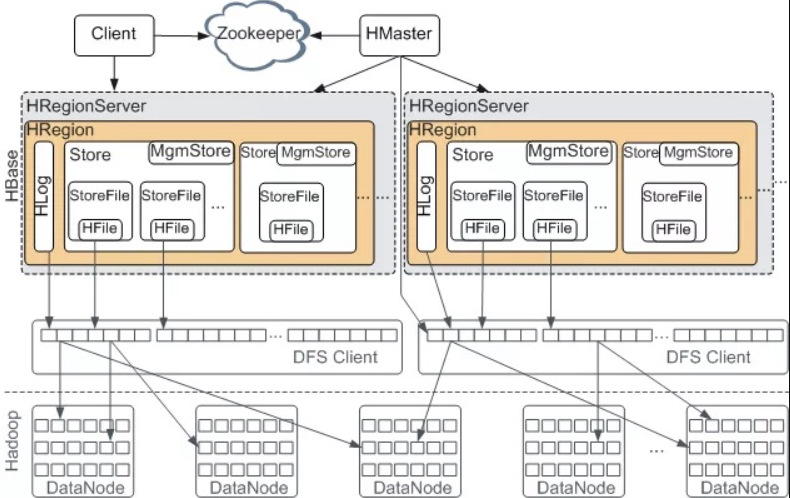 Client
Zookeeper
HMaster
HBase
HRegionServer
HRegion
HLog
Store
MgmStore
StoreFile
HFile
StoreFile
HFile
...
Store
MgmStore
StoreFile
HFile
... ...
HRegionServer
HRegion
HLog
Store
MgmStore
StoreFile
HFile
StoreFile
HFile
...
Store
MgmStore
StoreFile
HFile
... ...
...
...
DFS Client
...
DFS Client
Hadoop
DataNode
DataNode
DataNode
DataNode
...
DataNode